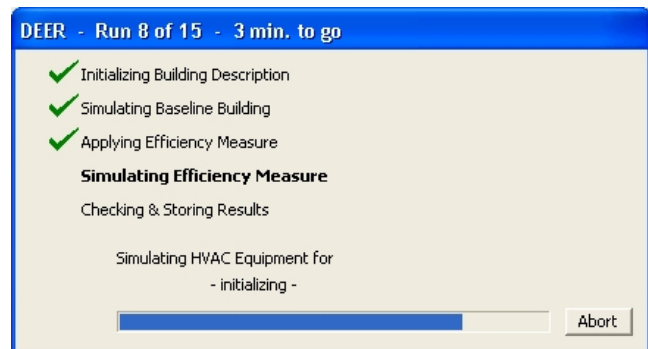 DEER - Run 8 of 15 - 3 min. to go
Initializing Building Description
Simulating Baseline Building
Applying Efficiency Measure
Simulating Efficiency Measure
Checking & Storing Results
Simulating HVAC Equipment for
- initializing -
Abort